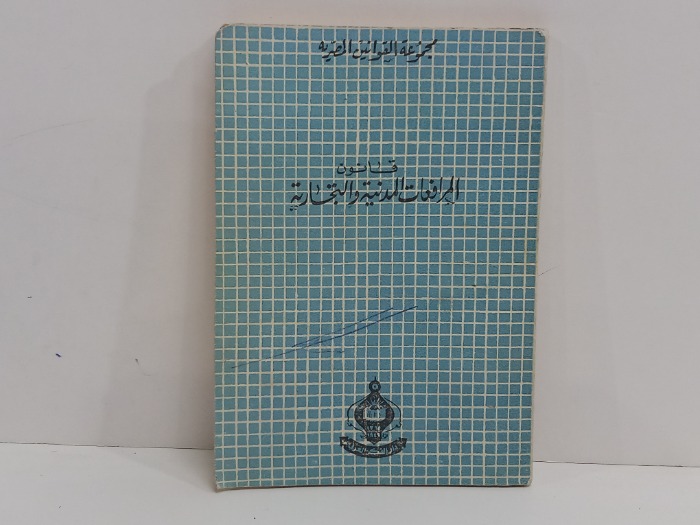 مجموعة القوانين المصرية
قانون
المرافعات المدنية والتجارية